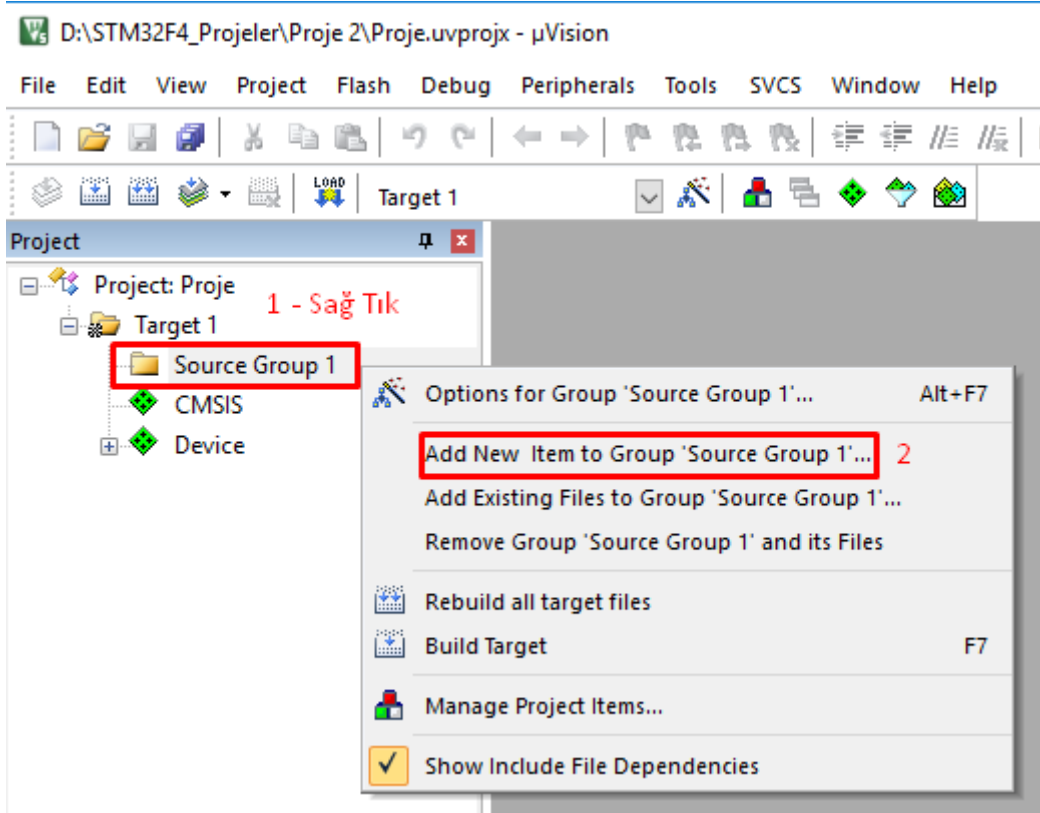 D:\STM32F4_Projeler\Proje 2\Proje.uvprojx - µVision
File Edit View Project Flash Debug Peripherals Tools SVCS Window Help
LOAD Target 1
Project
Project: Proje
1 - Sağ Tık
Target 1
Source Group 1
CMSIS
Device
Options for Group 'Source Group 1'... Alt+F7
Add New Item to Group 'Source Group 1'... 2
Add Existing Files to Group 'Source Group 1'...
Remove Group 'Source Group 1' and its Files
Rebuild all target files
Build Target F7
Manage Project Items...
Show Include File Dependencies